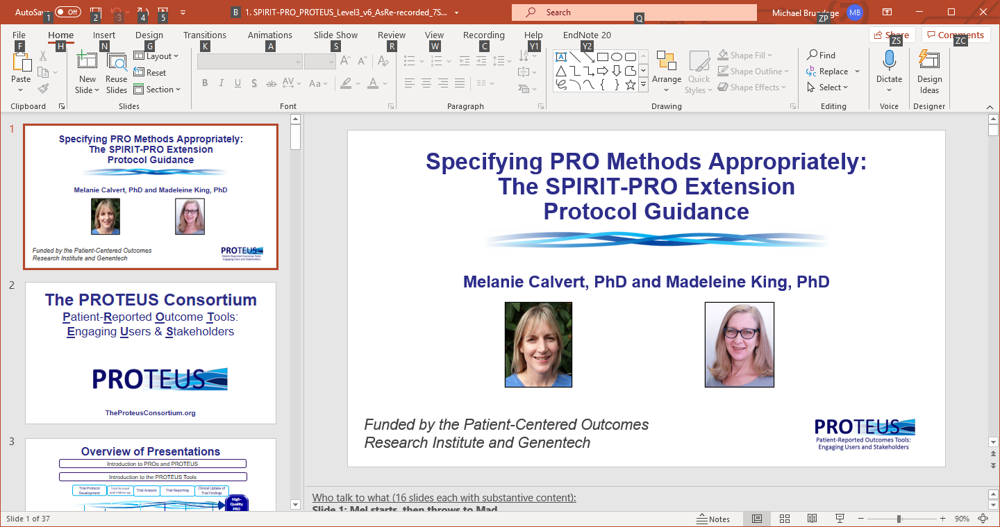 AutoSave Off
1 2 3 4 5
B 1. SPIRIT-PRO_PROTEUS_Level3_v6_AsRe-recorded_7S...
Search
Q
Michael Brundage MB
ZP
File Home Insert Design Transitions Animations Slide Show Review View Recording Help EndNote 20 Share Comments
F H N G K A S R W C Y1 Y2 ZS ZC
Paste
New Slide
Reuse Slides
Layout
Reset
Section
B I U S ab AV Aa A
Arrange
Quick Styles
Shape Fill
Shape Outline
Shape Effects
Find
Replace
Select
Dictate
Design Ideas
Clipboard Slides Font Paragraph Drawing Editing Voice Designer
1
Specifying PRO Methods Appropriately:
The SPIRIT-PRO Extension
Protocol Guidance
Melanie Calvert, PhD and Madeleine King, PhD
Funded by the Patient-Centered Outcomes
Research Institute and Genentech
PROTEUS
Patient-Reported Outcomes Tools:
Engaging Users and Stakeholders
2
The PROTEUS Consortium
Patient-Reported Outcome Tools:
Engaging Users & Stakeholders
PROTEUS
TheProteusConsortium.org
3
Overview of Presentations
Introduction to PROs and PROTEUS
Introduction to the PROTEUS Tools
Trial Protocol Development
Trial Accrual and Follow-up
Trial Analysis
Trial Reporting
Clinical Uptake of Trial Findings
High-
Quality
PRO
Specifying PRO Methods Appropriately:
The SPIRIT-PRO Extension
Protocol Guidance
Melanie Calvert, PhD and Madeleine King, PhD
Funded by the Patient-Centered Outcomes
Research Institute and Genentech
PROTEUS
Patient-Reported Outcomes Tools:
Engaging Users and Stakeholders
Who talk to what (16 slides each with substantive content):
Slide 1: Mel starts, then throws to Mad
Slide 1 of 37
Notes
90%